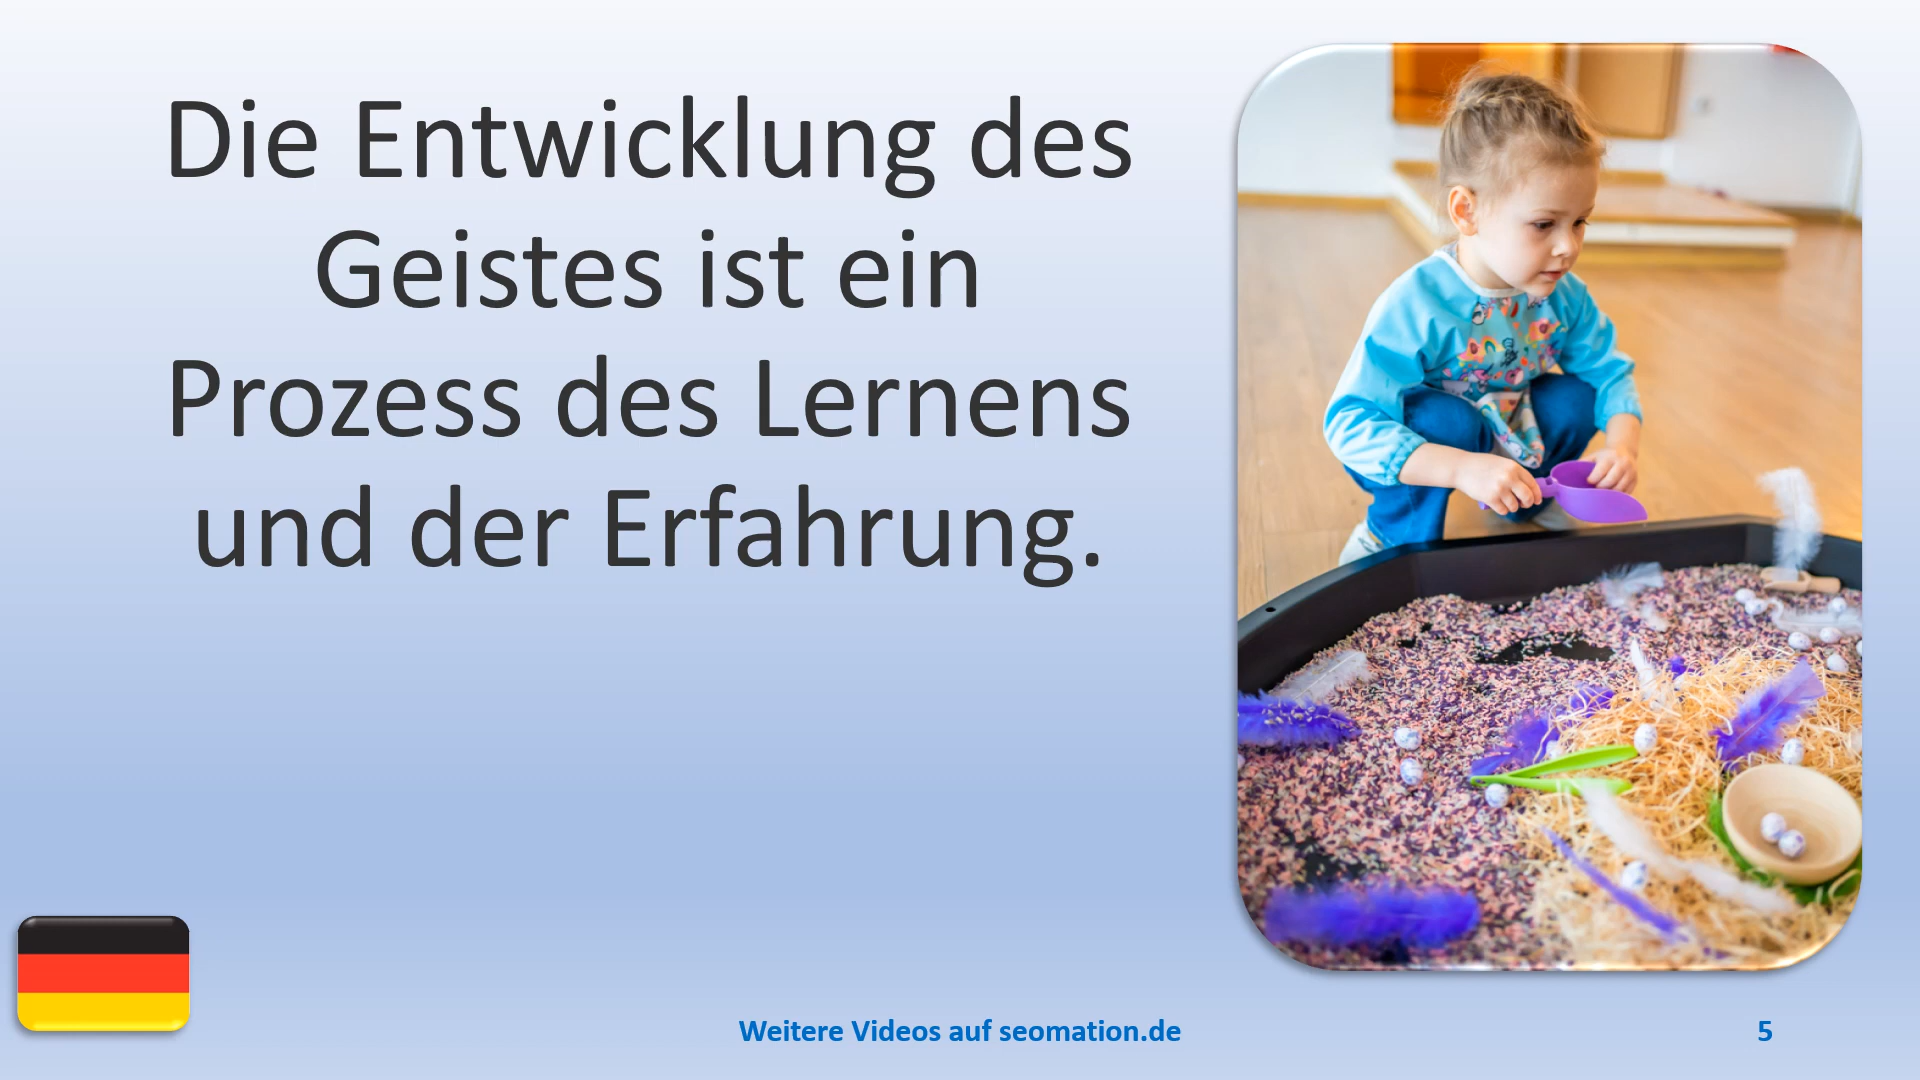 Die Entwicklung des
Geistes ist ein
Prozess des Lernens
und der Erfahrung.
Weitere Videos auf seomation.de
5